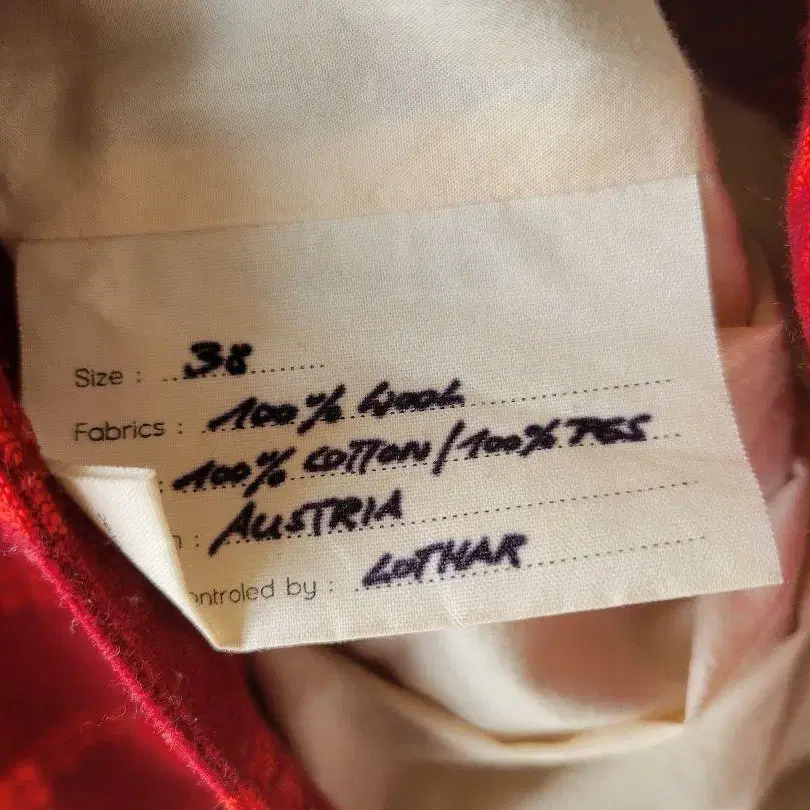 Size : 38
Fabrics : 100% WOOL
: 100% COTTON/100% PES
: AUSTRIA
ontroled by : LOTHAR